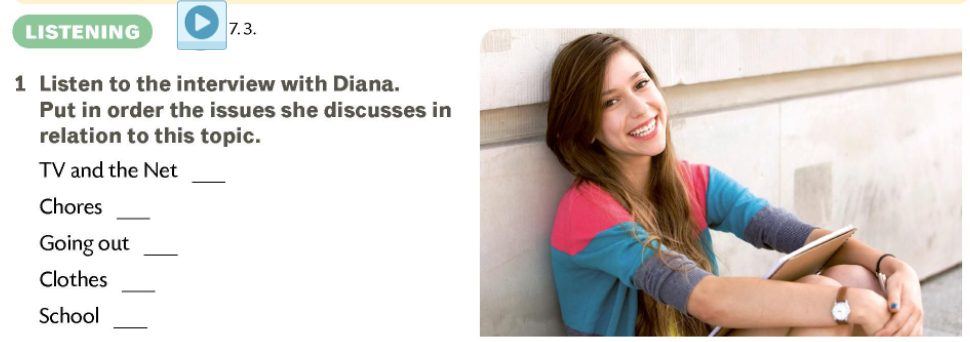 LISTENING 7.3.
1 Listen to the interview with Diana.
Put in order the issues she discusses in
relation to this topic.
TV and the Net ___
Chores ___
Going out ___
Clothes ___
School ___